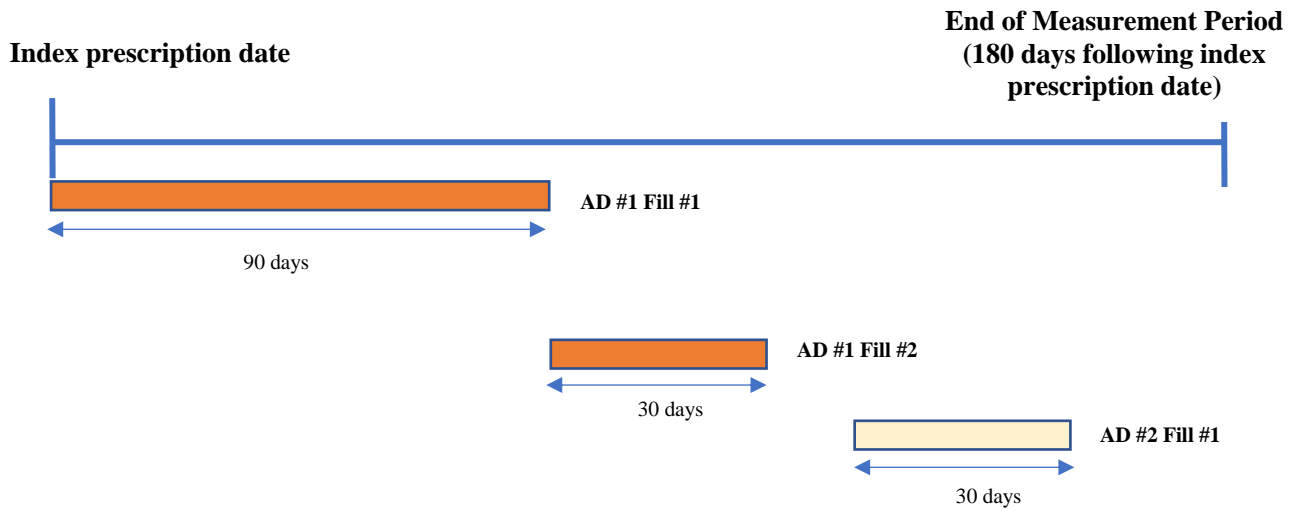 Index prescription date
End of Measurement Period
(180 days following index
prescription date)
AD #1 Fill #1
90 days
AD #1 Fill #2
30 days
AD #2 Fill #1
30 days